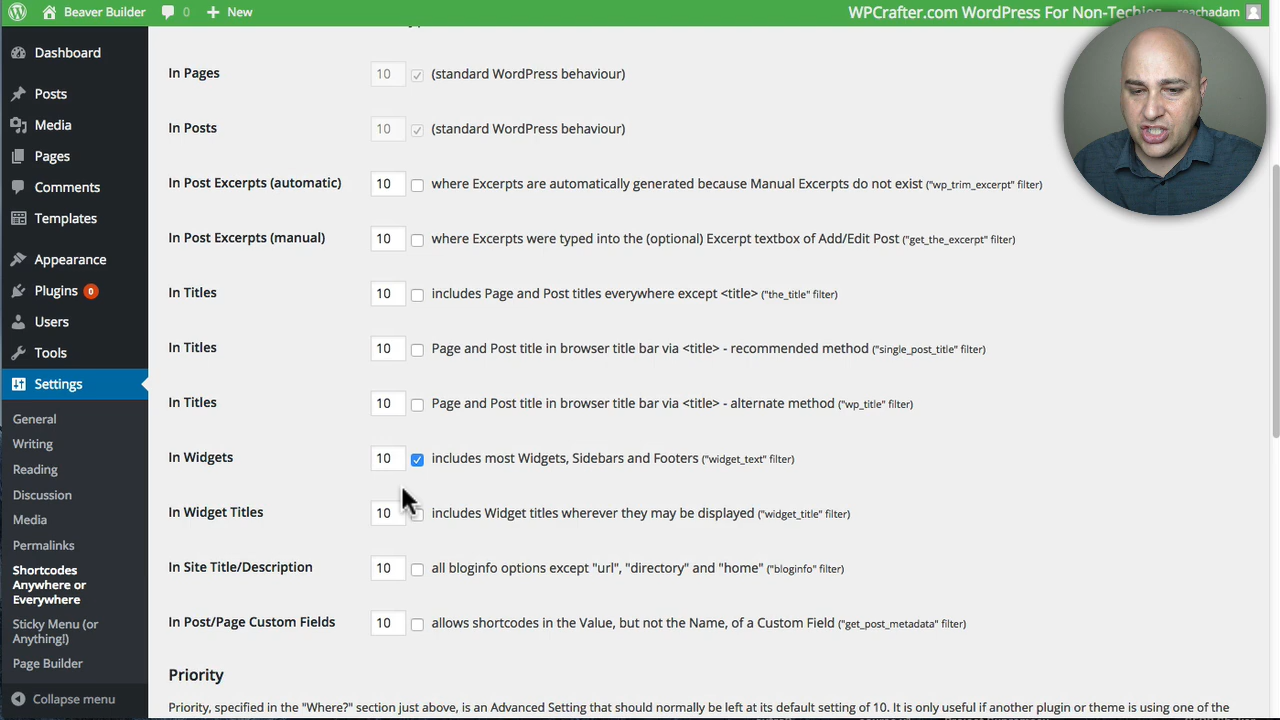 Beaver Builder
0
New
WPCrafter.com WordPress For Non-Techies
reachadam
Dashboard
Posts
Media
Pages
Comments
Templates
Appearance
Plugins 0
Users
Tools
Settings
General
Writing
Reading
Discussion
Media
Permalinks
Shortcodes
Anywhere or
Everywhere
Sticky Menu (or
Anything!)
Page Builder
Collapse menu
In Pages 10 (standard WordPress behaviour)
In Posts 10 (standard WordPress behaviour)
In Post Excerpts (automatic) 10 where Excerpts are automatically generated because Manual Excerpts do not exist ("wp_trim_excerpt" filter)
In Post Excerpts (manual) 10 where Excerpts were typed into the (optional) Excerpt textbox of Add/Edit Post ("get_the_excerpt" filter)
In Titles 10 includes Page and Post titles everywhere except <title> ("the_title" filter)
In Titles 10 Page and Post title in browser title bar via <title> - recommended method ("single_post_title" filter)
In Titles 10 Page and Post title in browser title bar via <title> - alternate method ("wp_title" filter)
In Widgets 10 includes most Widgets, Sidebars and Footers ("widget_text" filter)
In Widget Titles 10 includes Widget titles wherever they may be displayed ("widget_title" filter)
In Site Title/Description 10 all bloginfo options except "url", "directory" and "home" ("bloginfo" filter)
In Post/Page Custom Fields 10 allows shortcodes in the Value, but not the Name, of a Custom Field ("get_post_metadata" filter)
Priority
Priority, specified in the "Where?" section just above, is an Advanced Setting that should normally be left at its default setting of 10. It is only useful if another plugin or theme is using one of the